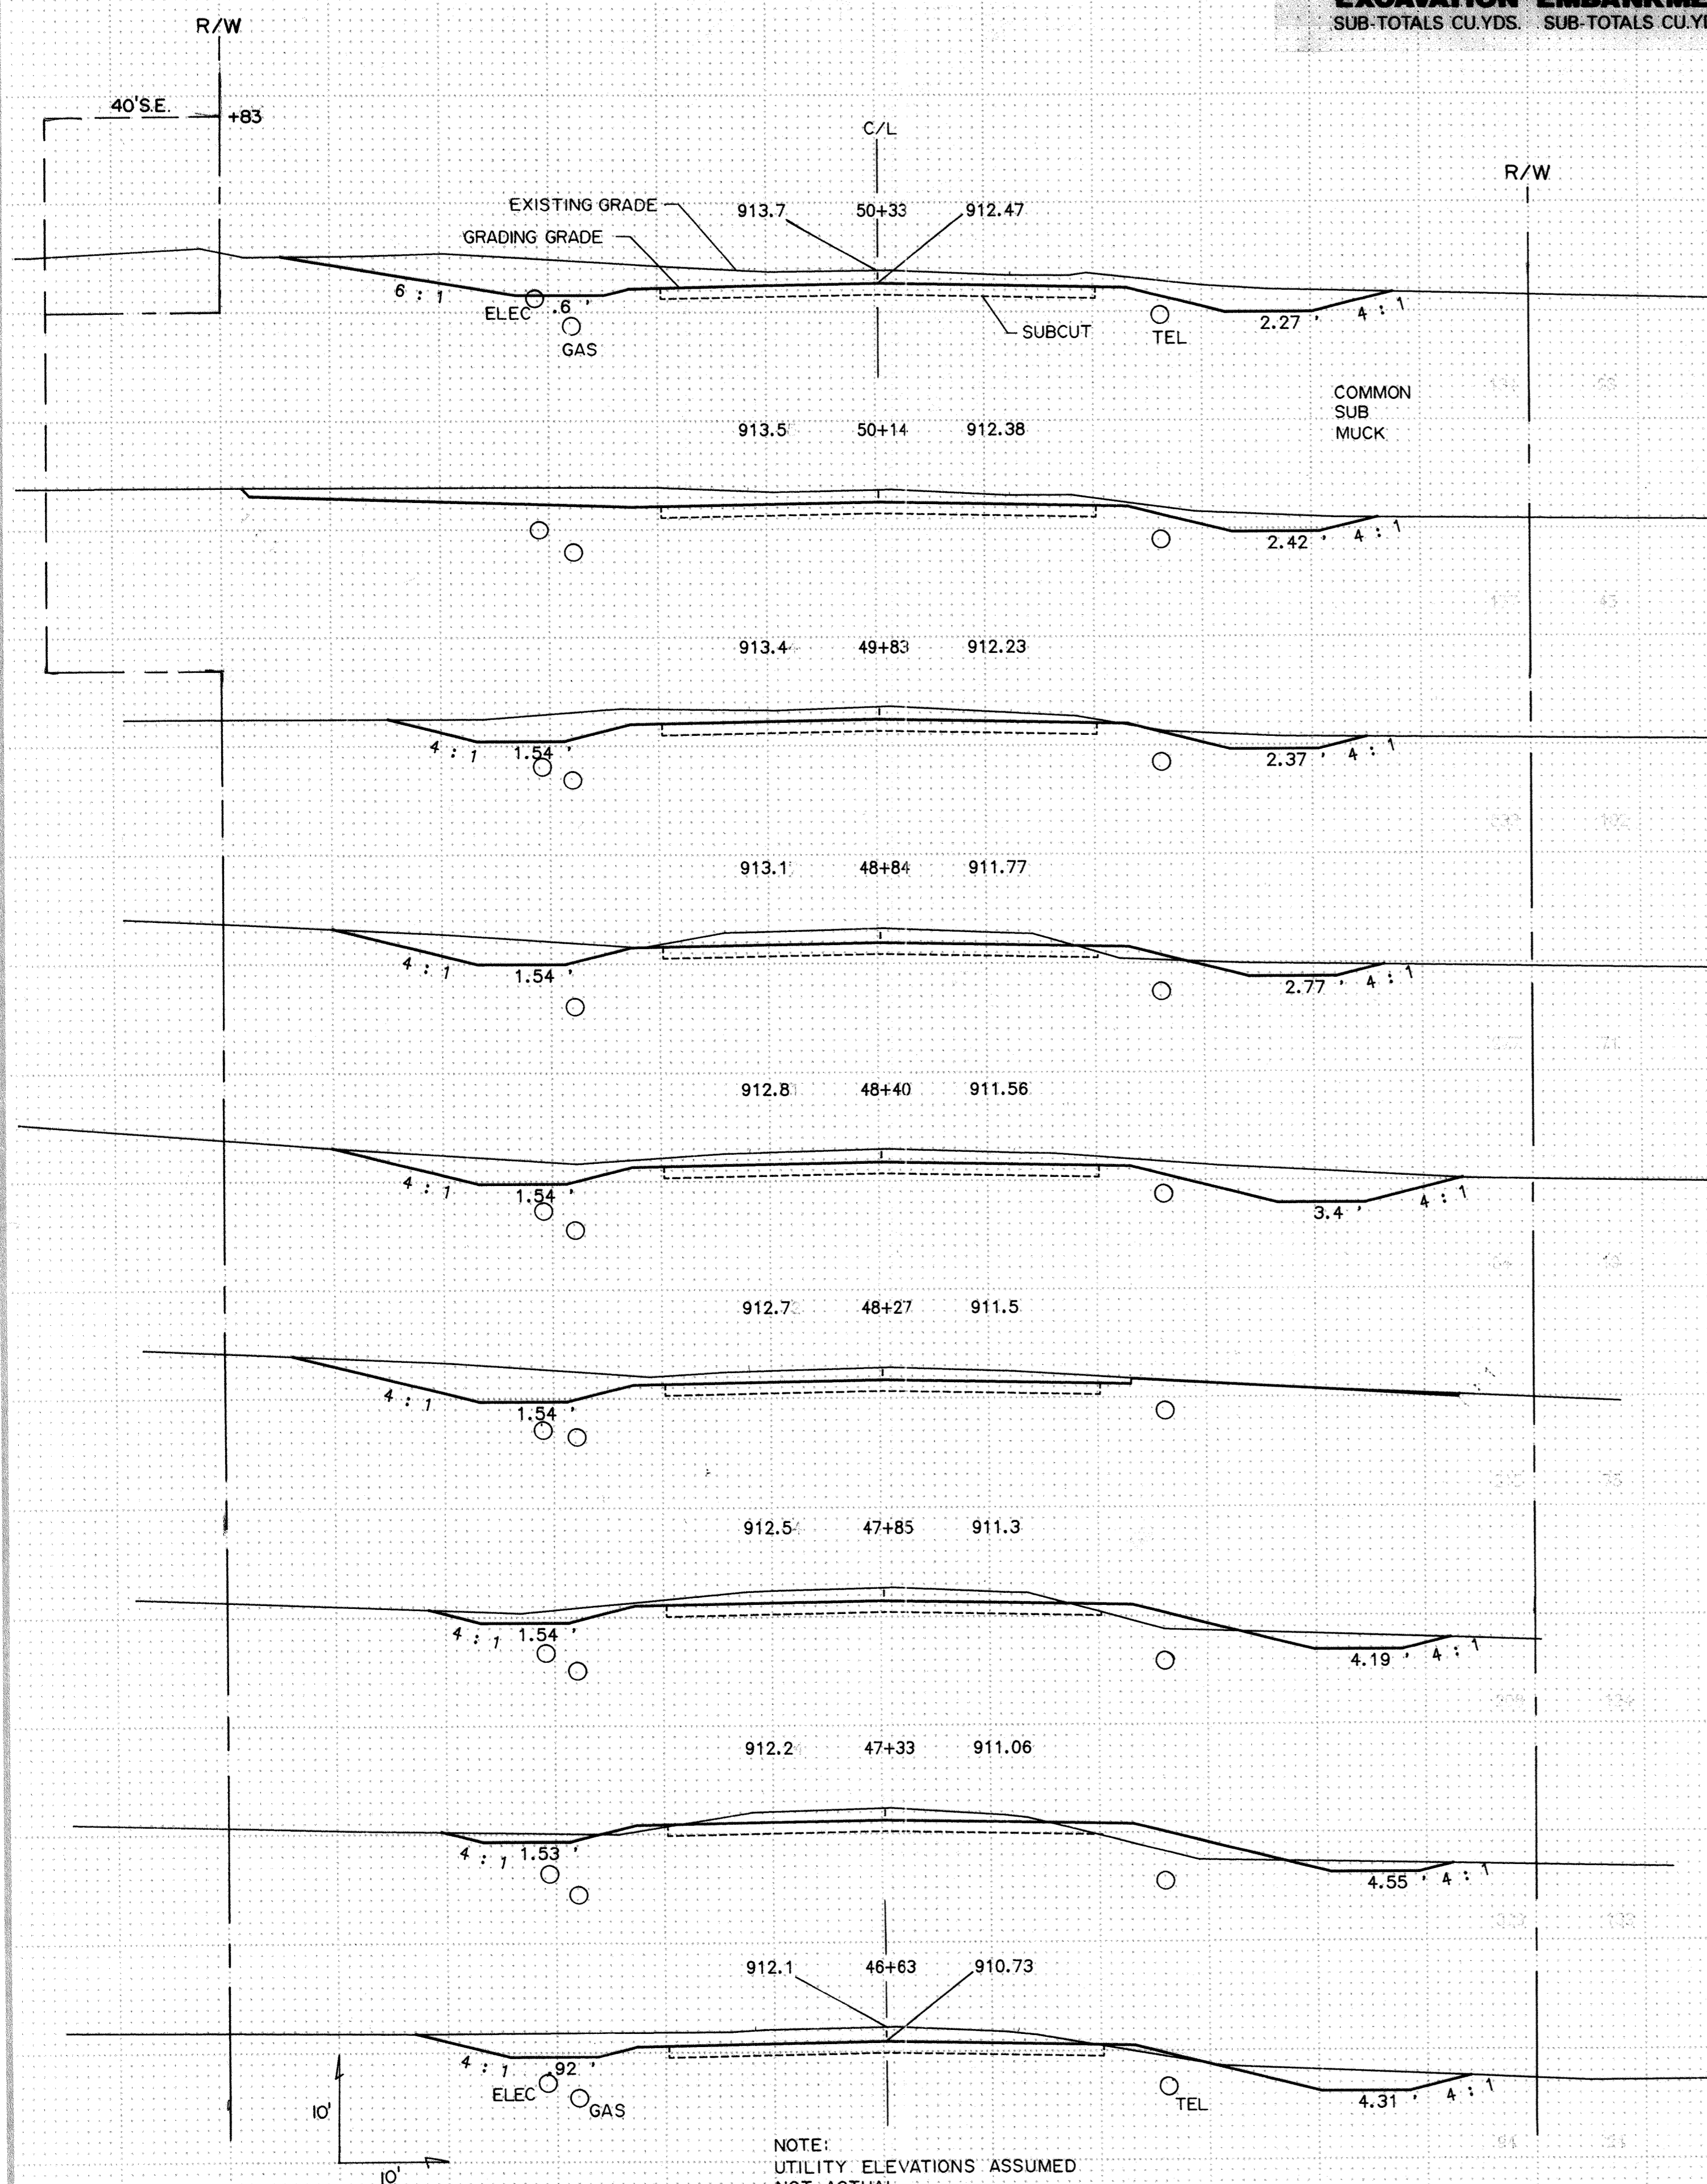 EXCAVATION EMBANKME
SUB-TOTALS CU.YDS. SUB-TOTALS CU.Y
R/W
40'S.E.
+83
C/L
R/W
EXISTING GRADE
913.7 50+33 912.47
GRADING GRADE
6 : 1
ELEC
.6 '
GAS
SUBCUT
TEL
2.27 ' 4 : 1
COMMON
SUB
MUCK
913.5 50+14 912.38
2.42 ' 4 : 1
913.4 49+83 912.23
4 : 1 1.54 '
2.37 ' 4 : 1
913.1 48+84 911.77
4 : 1 1.54 '
2.77 ' 4 : 1
912.8 48+40 911.56
4 : 1 1.54 '
3.4 ' 4 : 1
912.7 48+27 911.5
4 : 1 1.54 '
912.5 47+85 911.3
4 : 1 1.54 '
4.19 ' 4 : 1
912.2 47+33 911.06
4 : 1 1.53 '
4.55 ' 4 : 1
912.1 46+63 910.73
4 : 1 .92 '
ELEC
GAS
TEL
4.31 ' 4 : 1
10'
10'
NOTE:
UTILITY ELEVATIONS ASSUMED
NOT ACTUAL